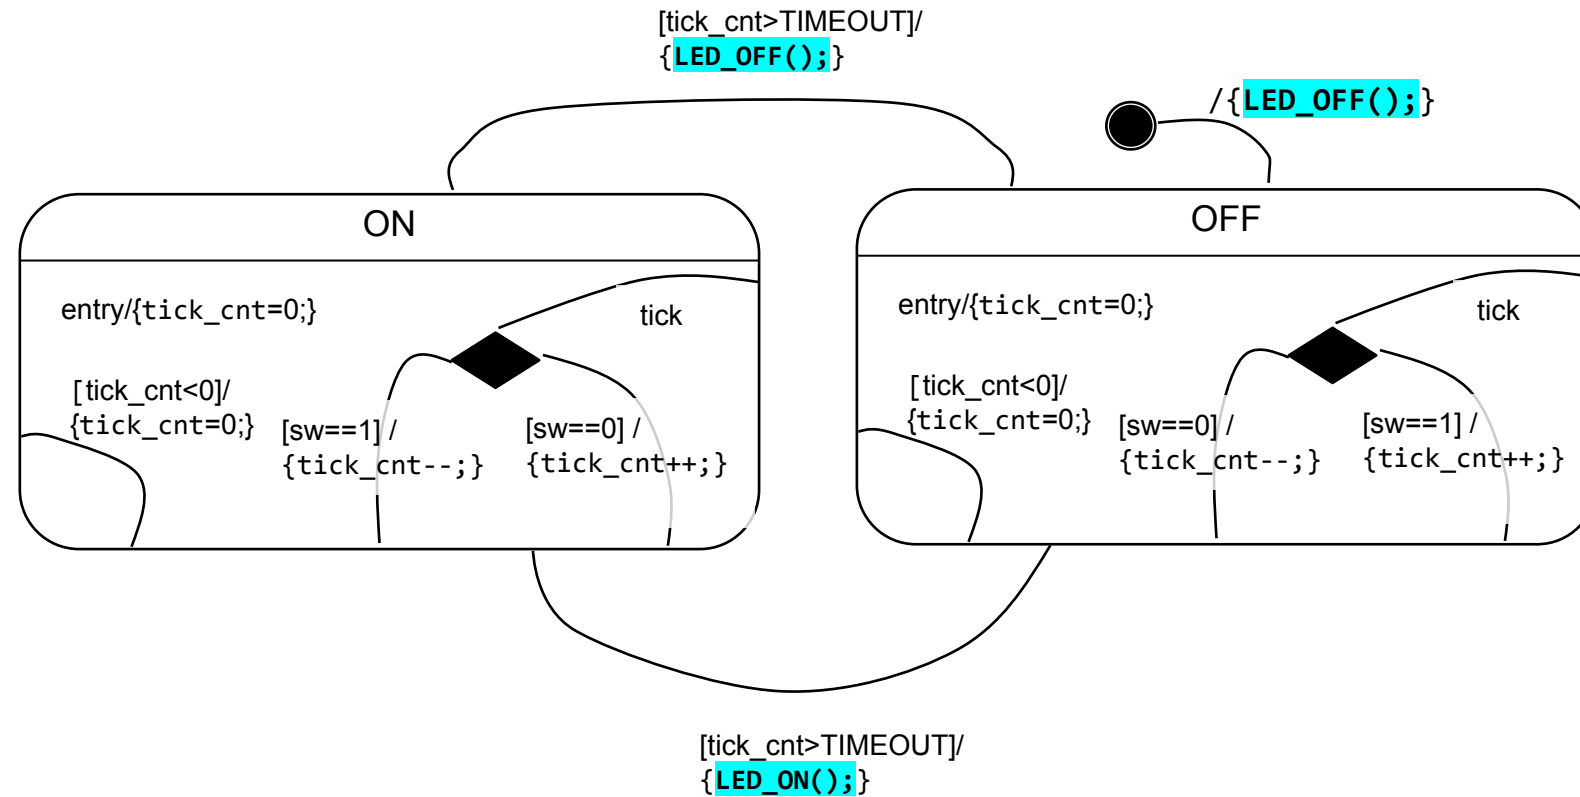 [tick_cnt>TIMEOUT]/
{LED_OFF();}
/{LED_OFF();}
ON
entry/{tick_cnt=0;}
tick
[tick_cnt<0]/
{tick_cnt=0;}
[sw==1] /
{tick_cnt--;}
[sw==0] /
{tick_cnt++;}
OFF
entry/{tick_cnt=0;}
tick
[tick_cnt<0]/
{tick_cnt=0;}
[sw==0] /
{tick_cnt--;}
[sw==1] /
{tick_cnt++;}
[tick_cnt>TIMEOUT]/
{LED_ON();}